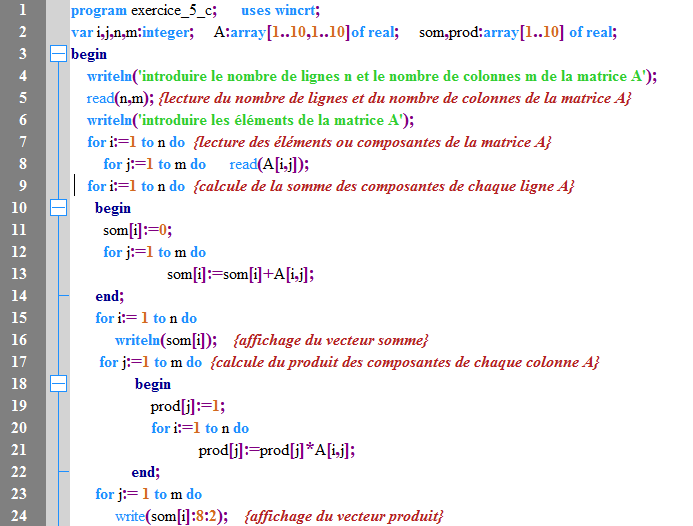 1 program exercice_5_c; uses wincrt;
2 var i,j,n,m:integer; A:array[1..10,1..10]of real; som,prod:array[1..10] of real;
3 begin
4 writeln('introduire le nombre de lignes n et le nombre de colonnes m de la matrice A');
5 read(n,m); {lecture du nombre de lignes et du nombre de colonnes de la matrice A}
6 writeln('introduire les éléments de la matrice A');
7 for i:=1 to n do {lecture des éléments ou composantes de la matrice A}
8 for j:=1 to m do read(A[i,j]);
9 for i:=1 to n do {calcule de la somme des composantes de chaque ligne A}
10 begin
11 som[i]:=0;
12 for j:=1 to m do
13 som[i]:=som[i]+A[i,j];
14 end;
15 for i:= 1 to n do
16 writeln(som[i]); {affichage du vecteur somme}
17 for j:=1 to m do {calcule du produit des composantes de chaque colonne A}
18 begin
19 prod[j]:=1;
20 for i:=1 to n do
21 prod[j]:=prod[j]*A[i,j];
22 end;
23 for j:= 1 to m do
24 write(som[i]:8:2); {affichage du vecteur produit}